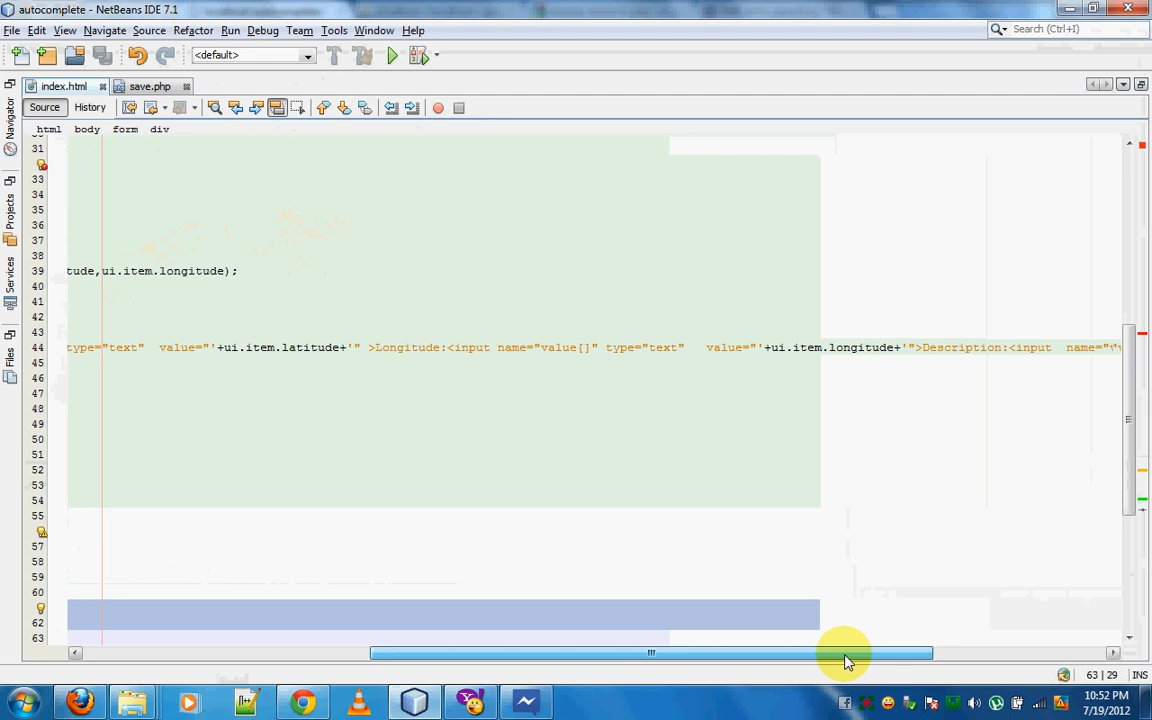 autocomplete - NetBeans IDE 7.1
File Edit View Navigate Source Refactor Run Debug Team Tools Window Help
Search (Ctrl+I)
<default>
index.html
save.php
Source History
html body form div
Navigator
Projects
Services
Files
31
33
34
35
36
37
38
39 tude,ui.item.longitude);
40
41
42
43
44 type="text"  value="'+ui.item.latitude+'" >Longitude:<input name="value[]" type="text"   value="'+ui.item.longitude+'">Description:<input  name="
45
46
47
48
49
50
51
52
53
54
55
57
58
59
60
62
63
63 | 29 INS
10:52 PM
7/19/2012